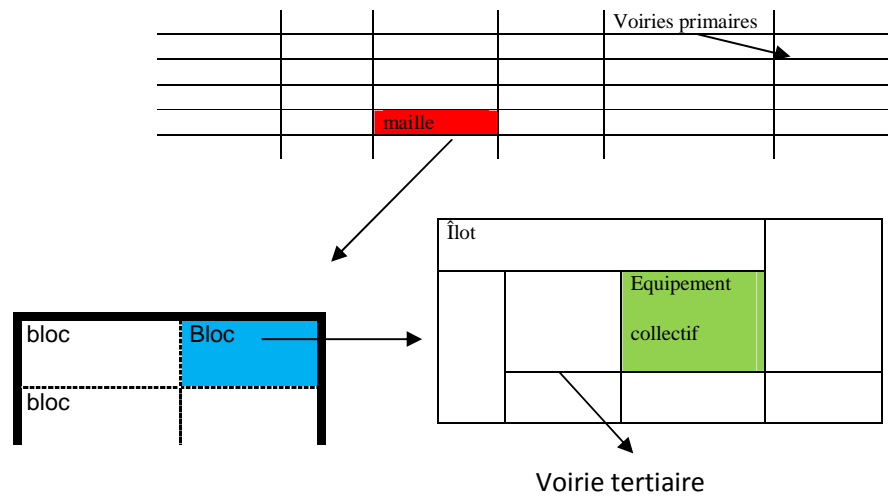 Voiries primaires
maille
Îlot
Equipement
collectif
bloc
Bloc
bloc
Voirie tertiaire